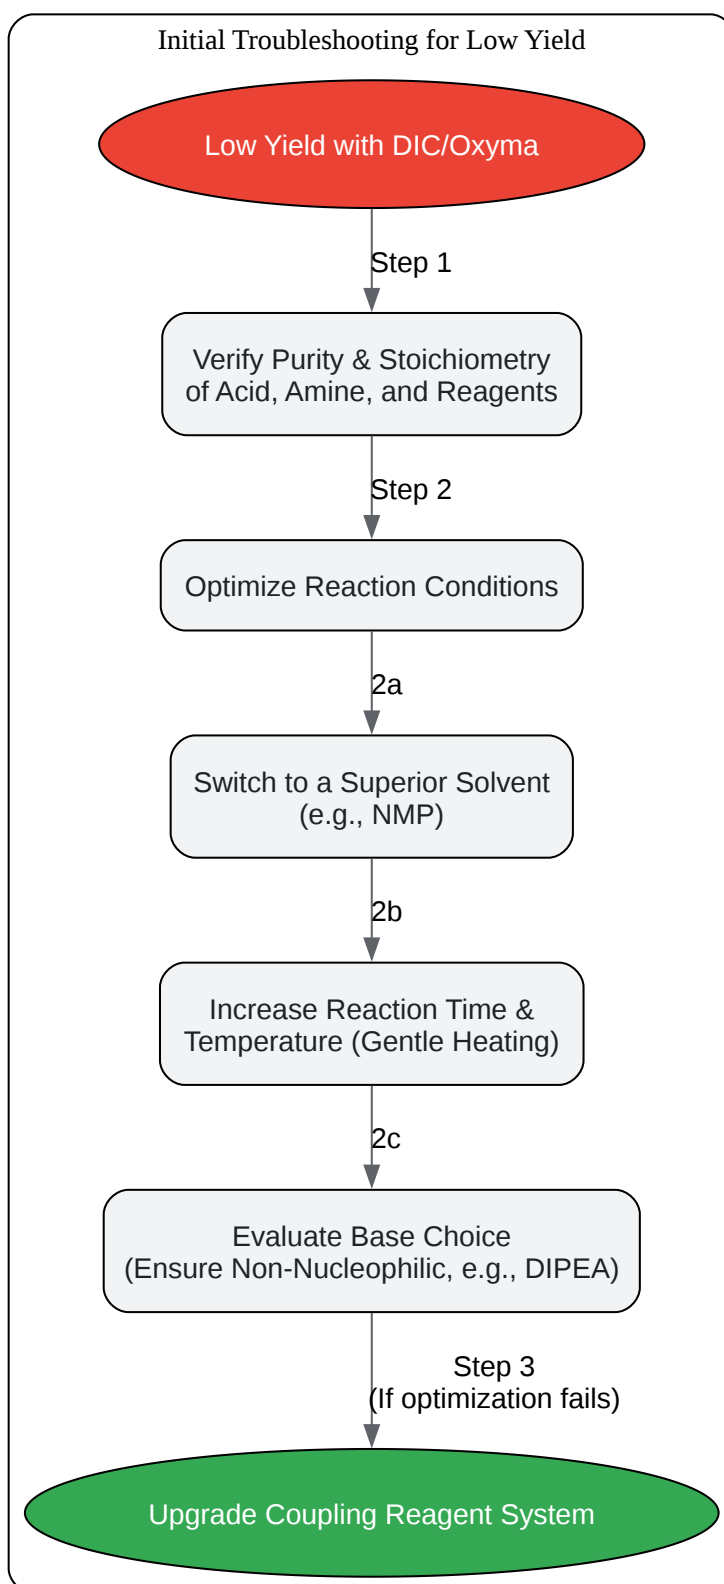 Initial Troubleshooting for Low Yield
Low Yield with DIC/Oxyma
Step 1
Verify Purity & Stoichiometry
of Acid, Amine, and Reagents
Step 2
Optimize Reaction Conditions
2a
Switch to a Superior Solvent
(e.g., NMP)
2b
Increase Reaction Time &
Temperature (Gentle Heating)
2c
Evaluate Base Choice
(Ensure Non-Nucleophilic, e.g., DIPEA)
Step 3
(If optimization fails)
Upgrade Coupling Reagent System